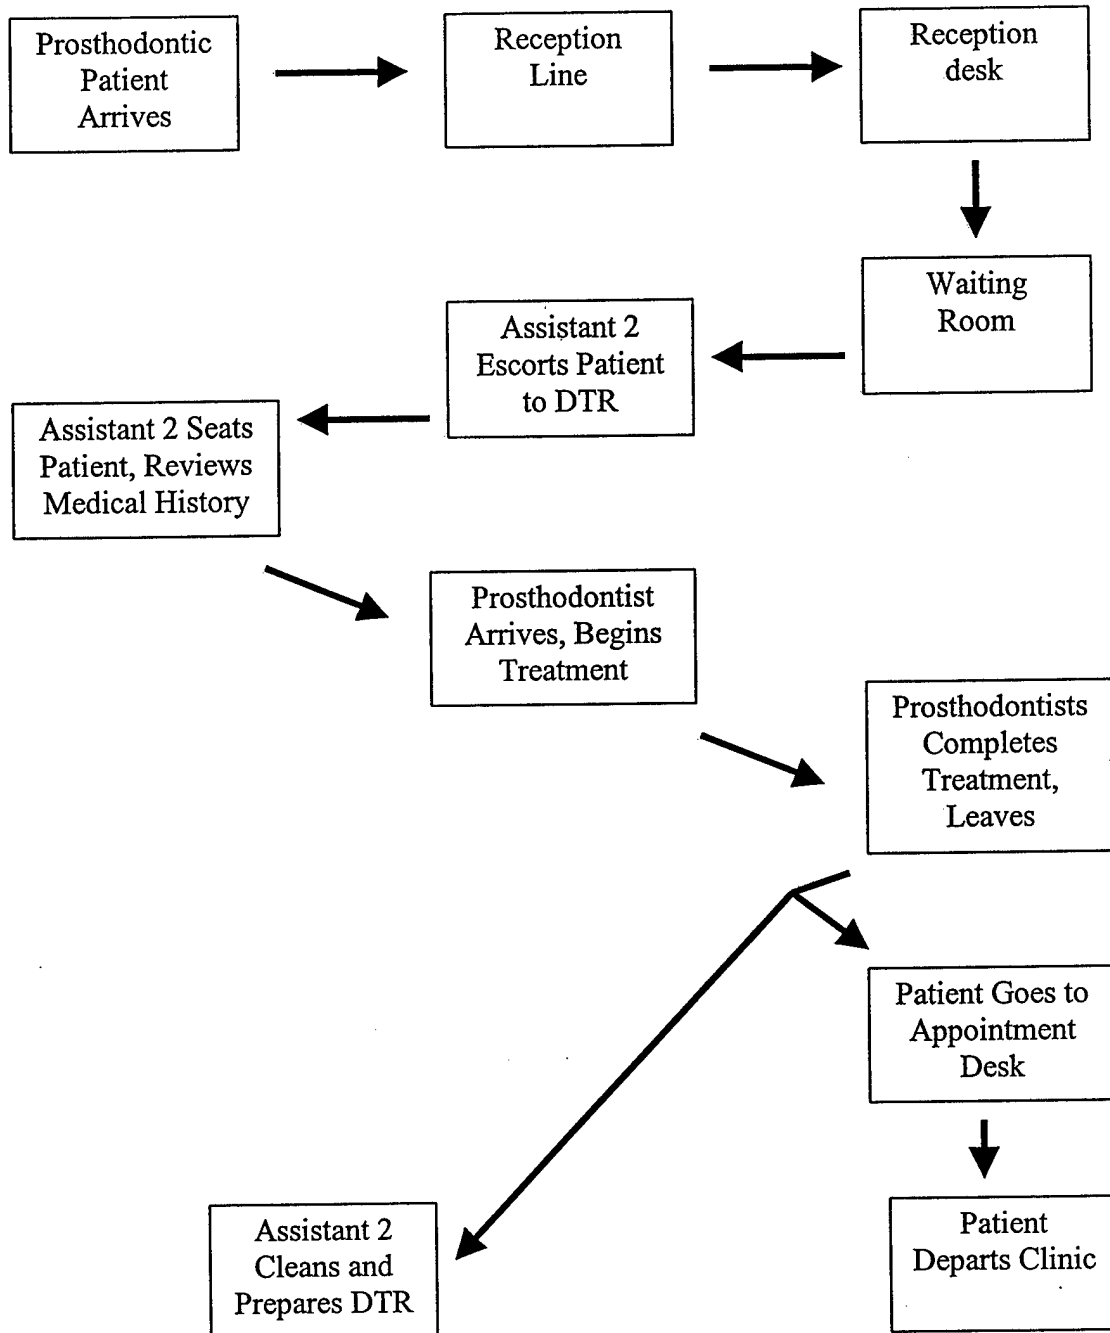 Prosthodontic
Patient
Arrives
Reception
Line
Reception
desk
Waiting
Room
Assistant 2
Escorts Patient
to DTR
Assistant 2 Seats
Patient, Reviews
Medical History
Prosthodontist
Arrives, Begins
Treatment
Prosthodontists
Completes
Treatment,
Leaves
Patient Goes to
Appointment
Desk
Patient
Departs Clinic
Assistant 2
Cleans and
Prepares DTR